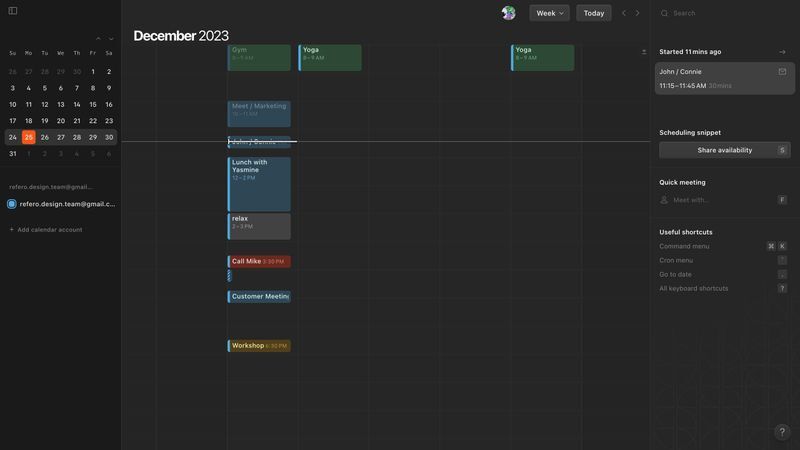 Su Mo Tu We Th Fr Sa
26 27 28 29 30 1 2
3 4 5 6 7 8 9
10 11 12 13 14 15 16
17 18 19 20 21 22 23
24 25 26 27 28 29 30
31 1 2 3 4 5 6
refero.design.team@gmail...
refero.design.team@gmail.c...
+ Add calendar account
Week
Today
December 2023
Gym
8–9 AM
Yoga
8–9 AM
Yoga
8–9 AM
Meet / Marketing
10–11 AM
John / Connie
Lunch with
Yasmine
12–2 PM
relax
2–3 PM
Call Mike 3:30 PM
Customer Meeting
Workshop 6:30 PM
Search
Started 11 mins ago
John / Connie
11:15–11:45 AM 30 mins
Scheduling snippet
Share availability S
Quick meeting
Meet with... F
Useful shortcuts
Command menu ⌘ K
Cron menu
Go to date .
All keyboard shortcuts ?
?